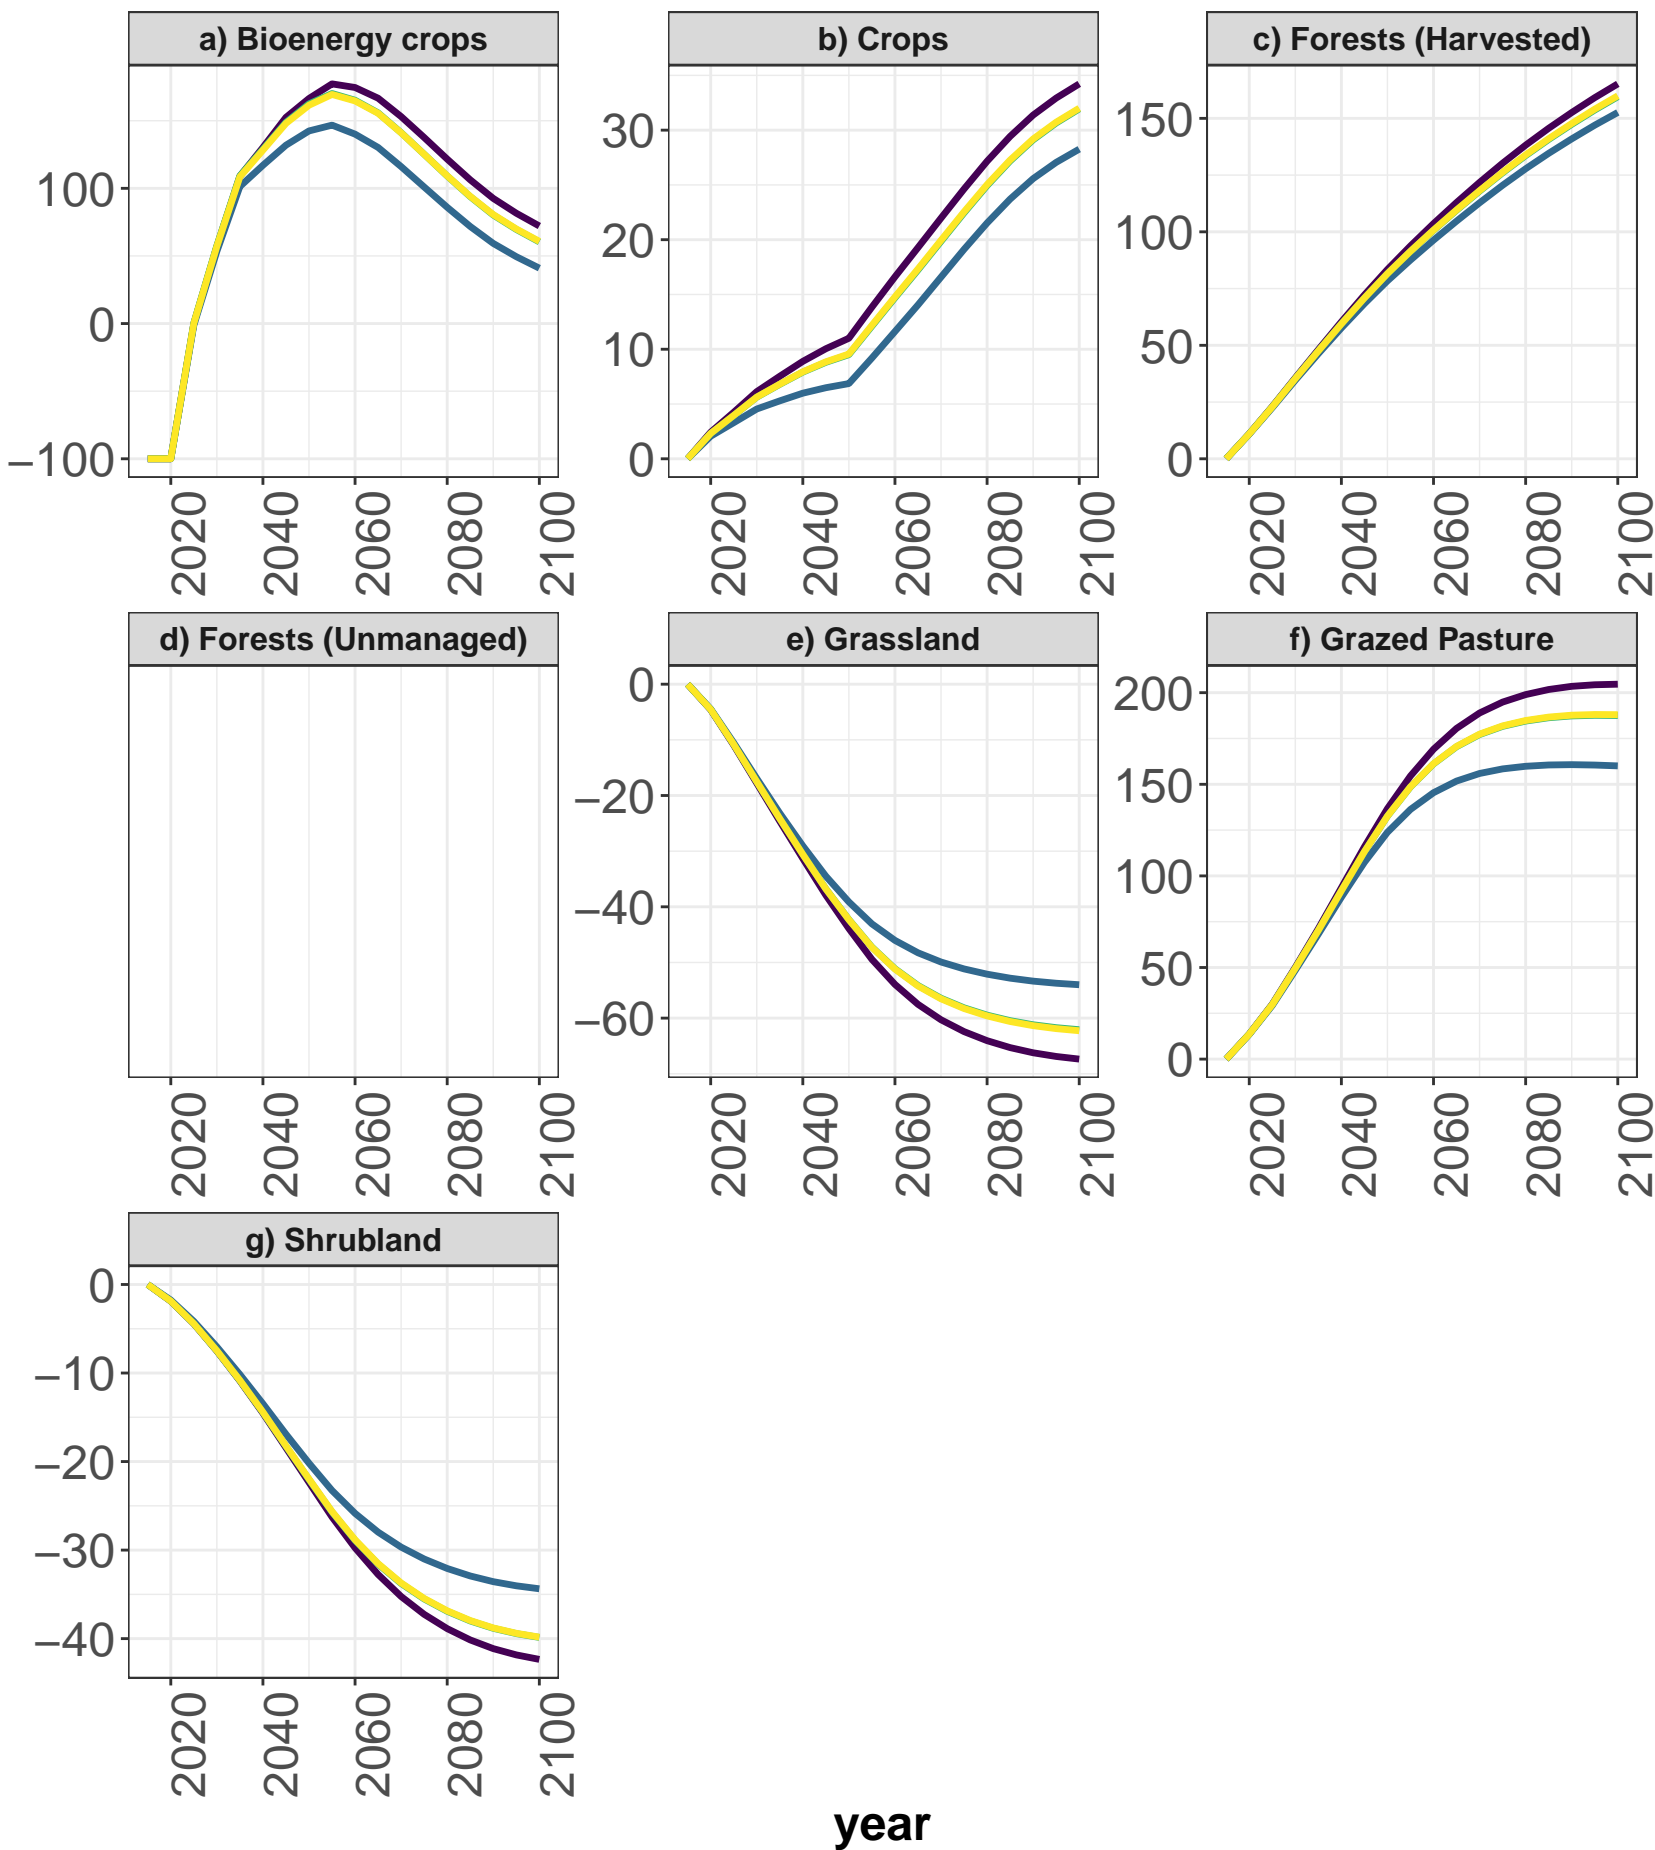 a) Bioenergy crops
100
0
−100
2020 2040 2060 2080 2100
b) Crops
30
20
10
0
2020 2040 2060 2080 2100
c) Forests (Harvested)
150
100
50
0
2020 2040 2060 2080 2100
d) Forests (Unmanaged)
2020 2040 2060 2080 2100
e) Grassland
0
−20
−40
−60
2020 2040 2060 2080 2100
f) Grazed Pasture
200
150
100
50
0
2020 2040 2060 2080 2100
g) Shrubland
0
−10
−20
−30
−40
2020 2040 2060 2080 2100
year